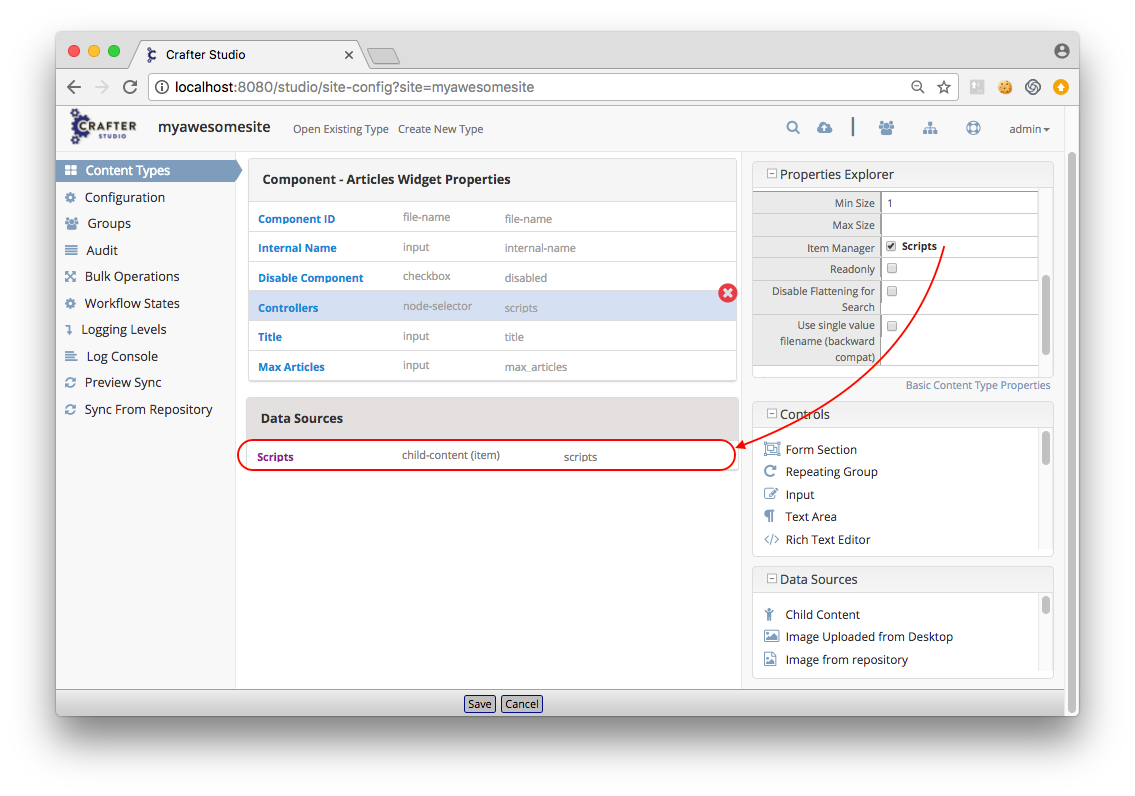 Crafter Studio
localhost:8080/studio/site-config?site=myawesomesite
CRAFTER
STUDIO
myawesomesite
Open Existing Type
Create New Type
admin
Content Types
Configuration
Groups
Audit
Bulk Operations
Workflow States
Logging Levels
Log Console
Preview Sync
Sync From Repository
Component - Articles Widget Properties
Component ID file-name file-name
Internal Name input internal-name
Disable Component checkbox disabled
Controllers node-selector scripts
Title input title
Max Articles input max_articles
Data Sources
Scripts child-content (item) scripts
Properties Explorer
Min Size 1
Max Size
Item Manager Scripts
Readonly
Disable Flattening for
Search
Use single value
filename (backward
compat)
Basic Content Type Properties
Controls
Form Section
Repeating Group
Input
Text Area
Rich Text Editor
Data Sources
Child Content
Image Uploaded from Desktop
Image from repository
Save Cancel